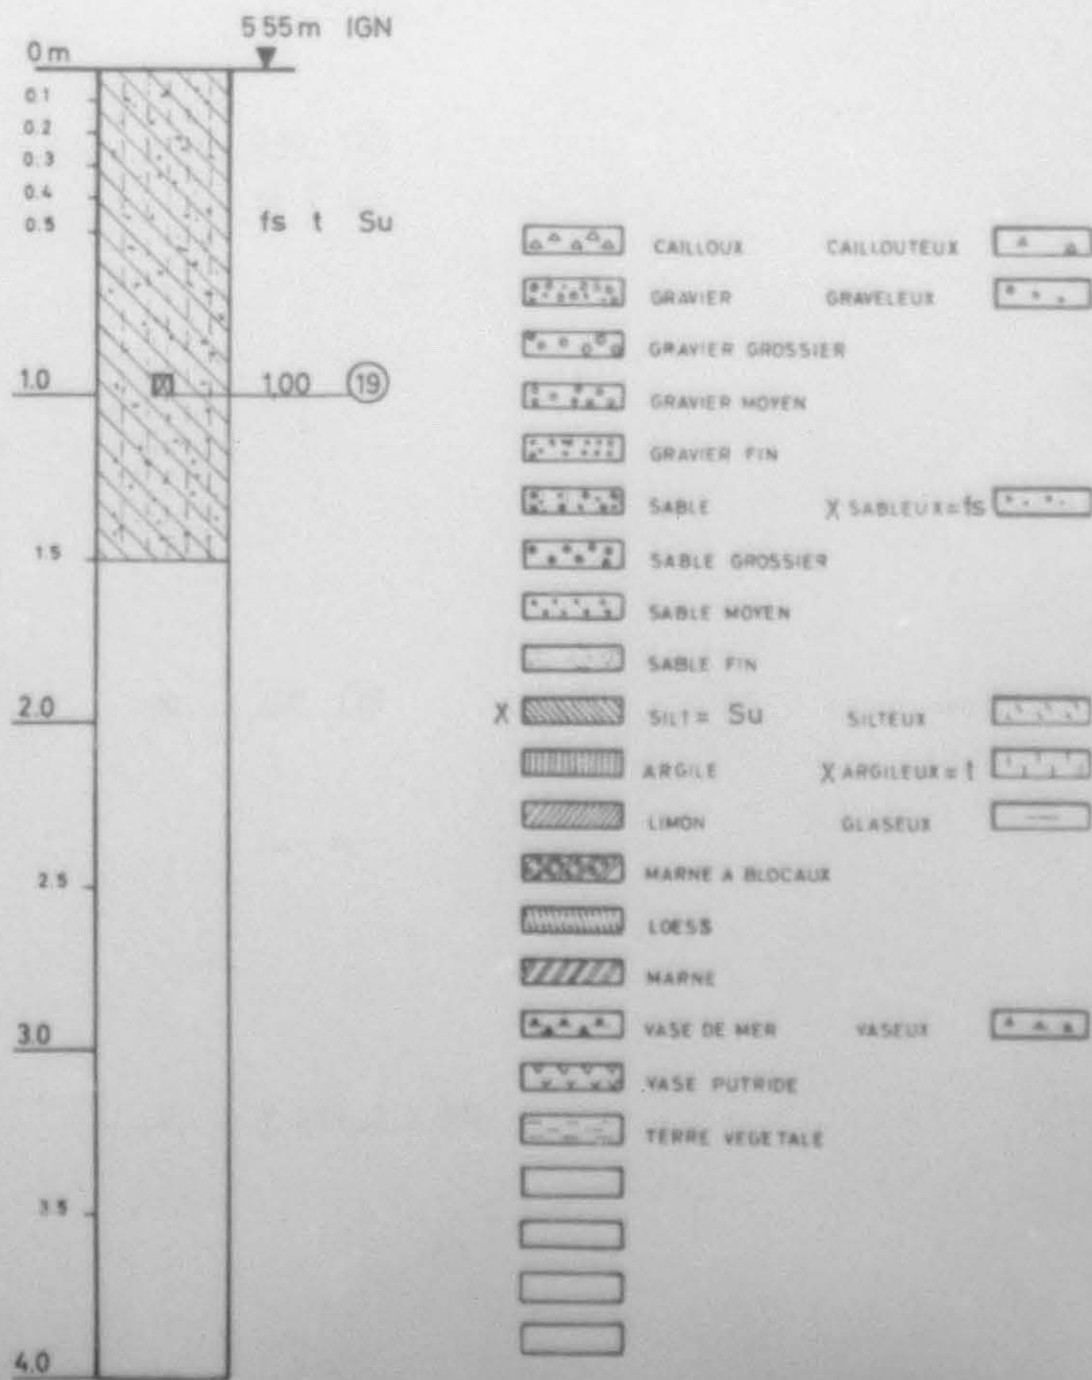 5 55 m IGN
0 m
0.1
0.2
0.3
0.4
0.5
fs t Su
1.0
1,00 19
1.5
2.0
2.5
3.0
3.5
4.0
CAILLOUX CAILLOUTEUX
GRAVIER GRAVELEUX
GRAVIER GROSSIER
GRAVIER MOYEN
GRAVIER FIN
SABLE X SABLEUX = fs
SABLE GROSSIER
SABLE MOYEN
SABLE FIN
X SILT = Su SILTEUX
ARGILE X ARGILEUX = t
LIMON GLASEUX
MARNE A BLOCAUX
LOESS
MARNE
VASE DE MER VASEUX
VASE PUTRIDE
TERRE VEGETALE